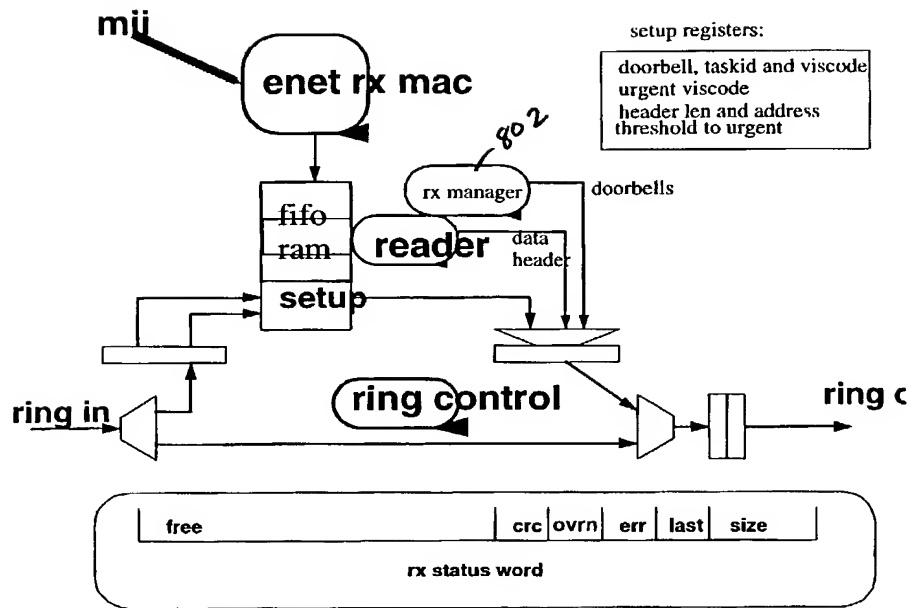 mii
setup registers:
enet rx mac
doorbell, taskid and viscode
urgent viscode
header len and address
threshold to urgent
802
rx manager
doorbells
fifo
ram
reader
data
header
setup
ring control
ring in
ring o
free
crc
ovrn
err
last
size
rx status word